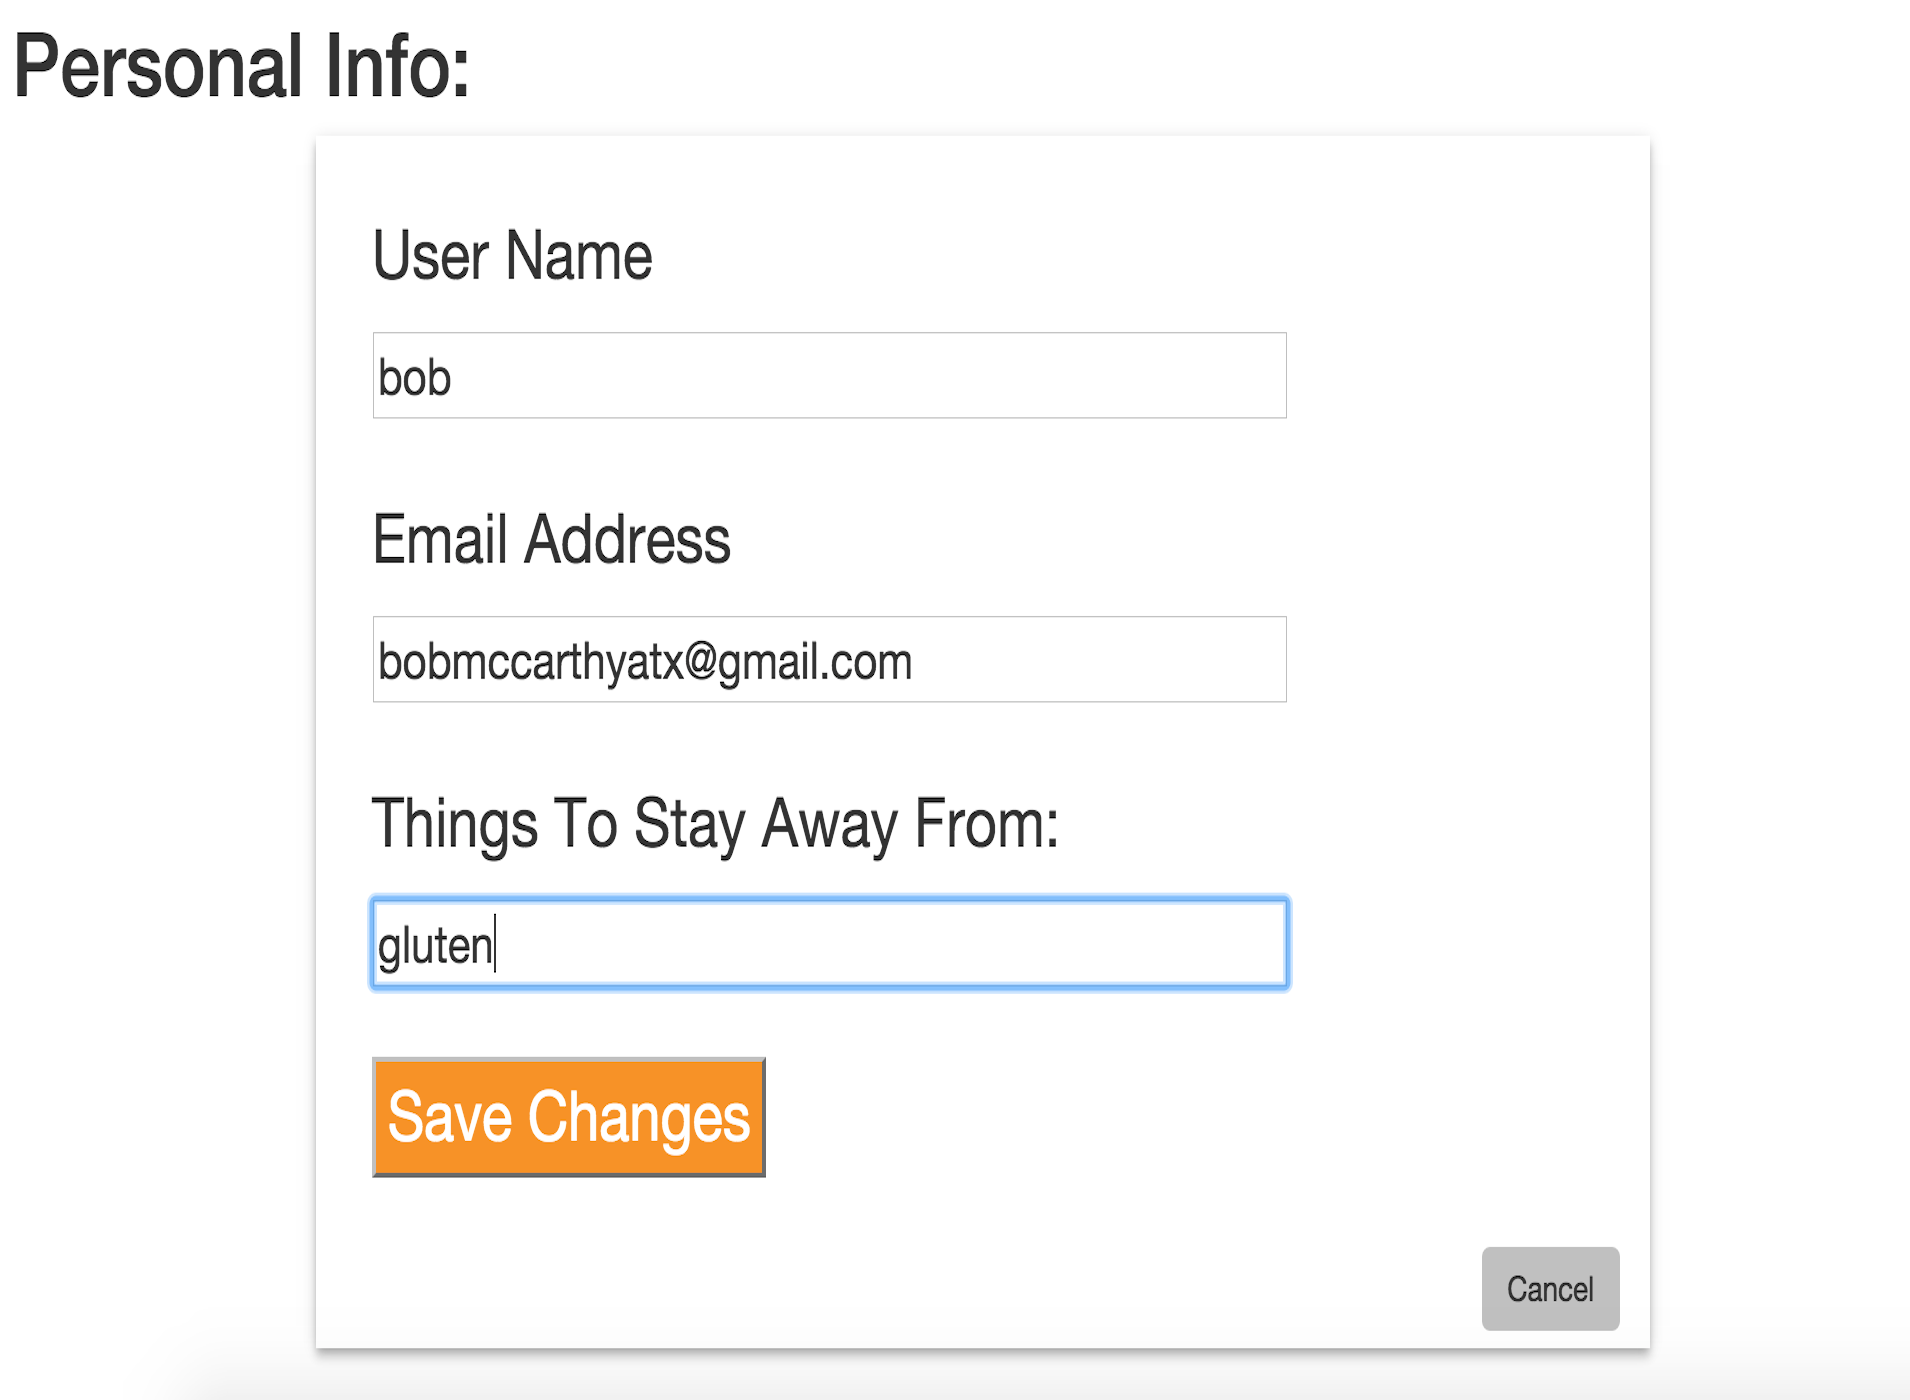 Personal Info:
User Name
bob
Email Address
bobmccarthyatx@gmail.com
Things To Stay Away From:
gluten
Save Changes
Cancel